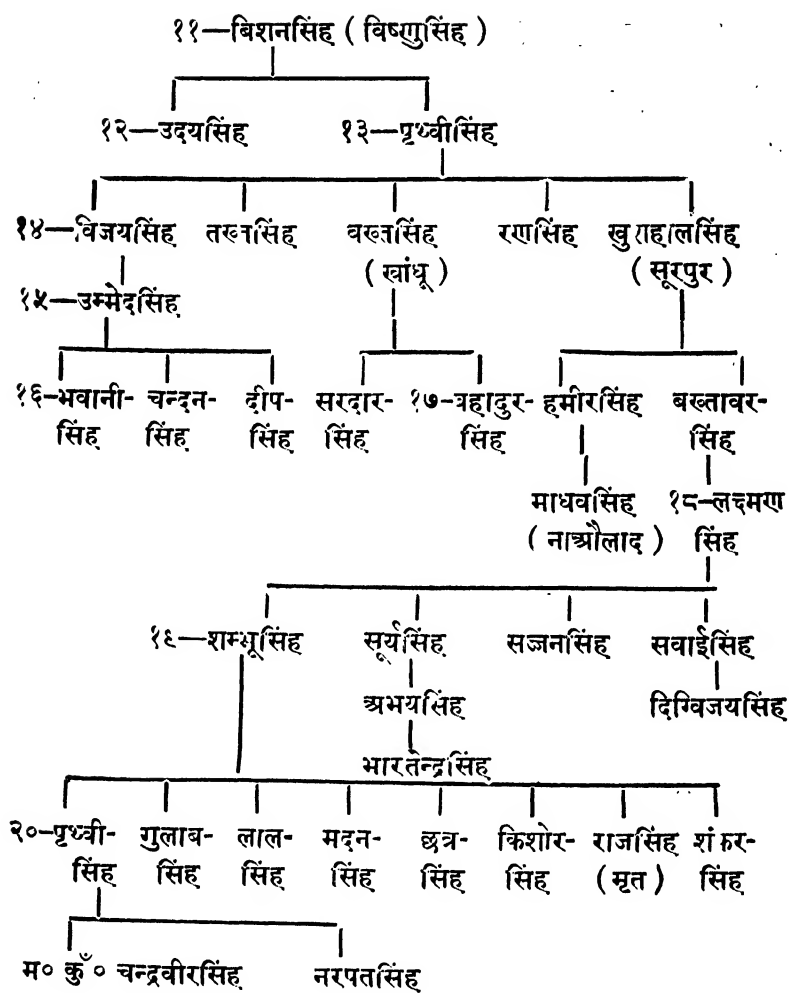 ११—बिशनसिंह ( विष्णुसिंह )
१२—उदयसिंह १३—पृथ्वीसिंह
१४—विजयसिंह तख्तसिंह बख्तसिंह रणसिंह खुशहालसिंह
( खांधू ) ( सूरपुर )
१५—उम्मेदसिंह
१६-भवानी- चन्दन- दीप- सरदार- १७-बहादुर- हमीरसिंह बख्तावर-
सिंह सिंह सिंह सिंह सिंह सिंह
माधवसिंह १८-लक्ष्मण
( नाऔलाद ) सिंह
१९—शम्भूसिंह सूर्यसिंह सज्जनसिंह सवाईसिंह
अभयसिंह दिग्विजयसिंह
भारतेन्द्रसिंह
२०-पृथ्वी- गुलाब- लाल- मदन- छत्र- किशोर- राजसिंह शंकर-
सिंह सिंह सिंह सिंह सिंह सिंह ( मृत ) सिंह
म० कुँ० चन्द्रवीरसिंह नरपतसिंह